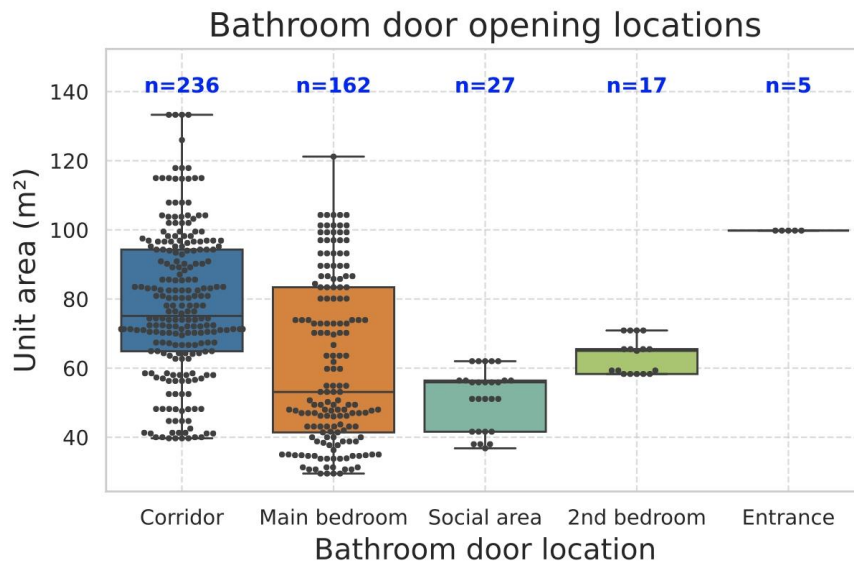 Bathroom door opening locations
n=236 n=162 n=27 n=17 n=5
140
120
100
80
60
40
Unit area (m²)
Corridor Main bedroom Social area 2nd bedroom Entrance
Bathroom door location